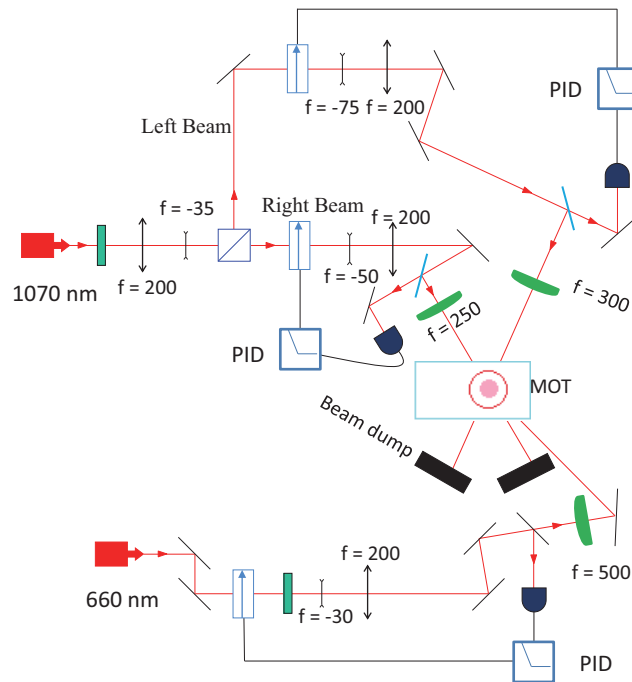 PID
f = -75
f = 200
Left Beam
f = -35
Right Beam
f = 200
f = -50
f = 200
1070 nm
f = 300
f = 250
PID
MOT
Beam dump
f = 200
f = 500
660 nm
f = -30
PID